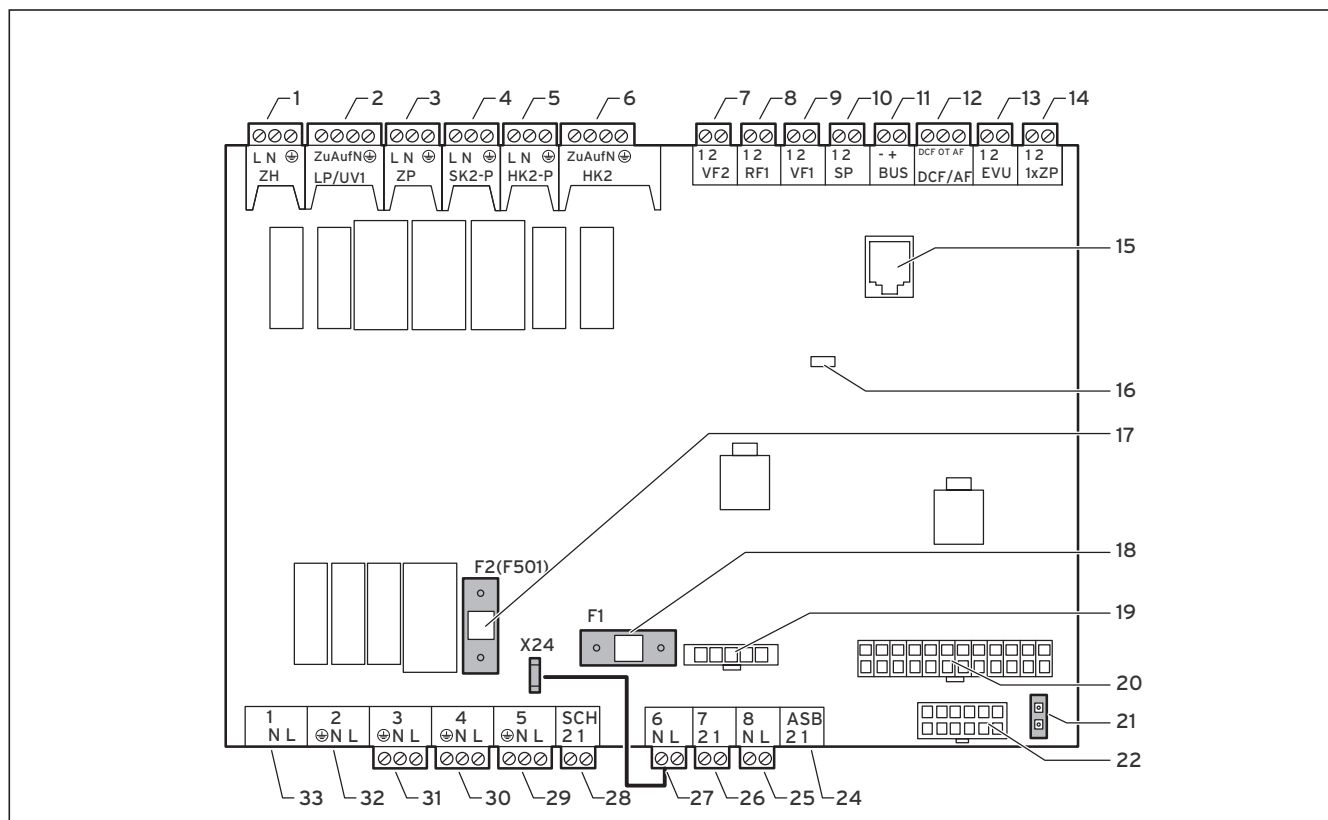 1 2 3 4 5 6 7 8 9 10 11 12 13 14
L N ⏚ ZuAufN⏚ L N ⏚ L N ⏚ L N ⏚ ZuAufN⏚ 1 2 1 2 1 2 1 2 - + DCF OT AF 1 2 1 2
ZH LP/UV1 ZP SK2-P HK2-P HK2 VF2 RF1 VF1 SP BUS DCF/AF EVU 1xZP
15
16
17
18
F2(F501)
F1
19
X24
20
21
22
1 2 3 4 5 SCH 6 7 8 ASB
N L ⏚N L ⏚N L ⏚N L ⏚N L 2 1 N L 2 1 N L 2 1
33 32 31 30 29 28 27 26 25 24